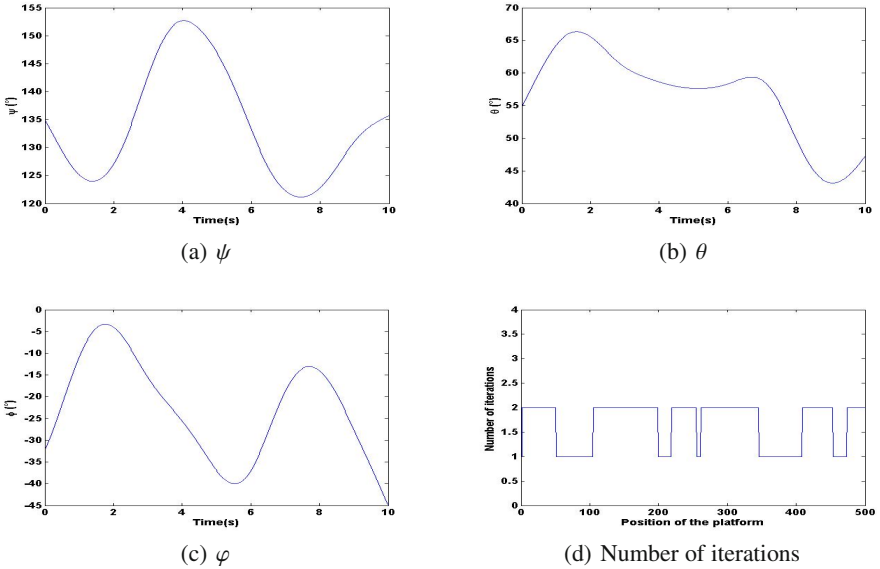 155
150
145
140
135
130
125
120
ψ (°)
0 2 4 6 8 10
Time(s)
(a) ψ
80
75
70
65
60
55
50
45
40
θ (°)
0 2 4 6 8 10
Time(s)
(b) θ
0
-5
-10
-15
-20
-25
-30
-35
-40
-45
ϕ (°)
0 2 4 6 8 10
Time(s)
(c) φ
4
3.5
3
2.5
2
1.5
1
0.5
0
Number of iterations
0 100 200 300 400 500
Position of the platform
(d) Number of iterations